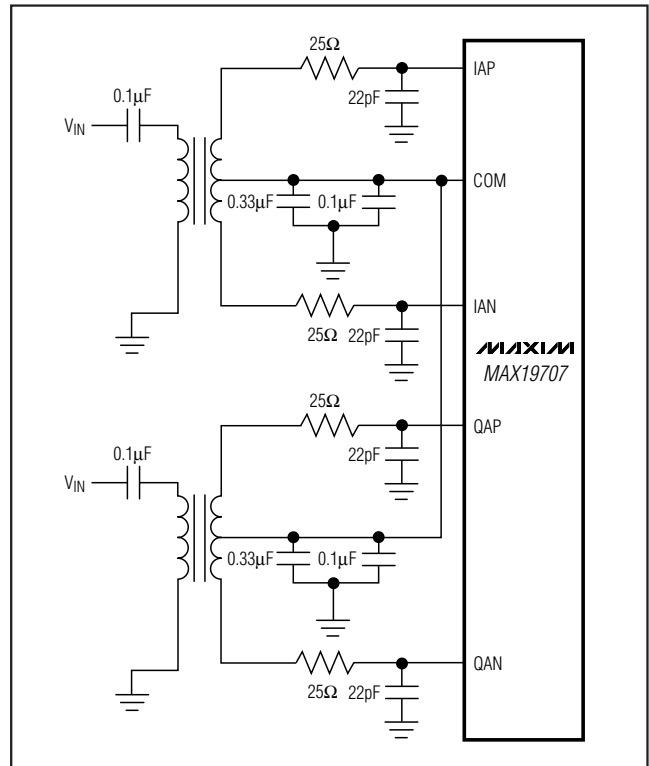 25Ω
IAP
22pF
0.1μF
VIN
COM
0.33μF 0.1μF
IAN
25Ω 22pF
MAXIM
MAX19707
25Ω
QAP
22pF
0.1μF
VIN
0.33μF 0.1μF
QAN
25Ω 22pF